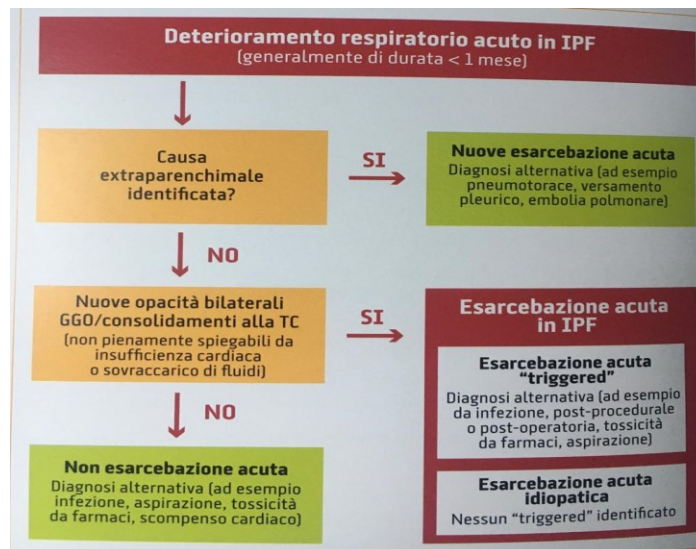 Deterioramento respiratorio acuto in IPF
(generalmente di durata < 1 mese)
Causa
extraparenchimale
identificata?
SI
Nuove esarcebazione acuta
Diagnosi alternativa (ad esempio
pneumotorace, versamento
pleurico, embolia polmonare)
NO
Nuove opacità bilaterali
GGO/consolidamenti alla TC
(non pienamente spiegabili da
insufficienza cardiaca
o sovraccarico di fluidi)
SI
Esarcebazione acuta
in IPF
Esarcebazione acuta
“triggered”
Diagnosi alternativa (ad esempio
da infezione, post-procedurale
o post-operatoria, tossicità
da farmaci, aspirazione)
Esarcebazione acuta
idiopatica
Nessun “triggered” identificato
NO
Non esarcebazione acuta
Diagnosi alternativa (ad esempio
infezione, aspirazione, tossicità
da farmaci, scompenso cardiaco)